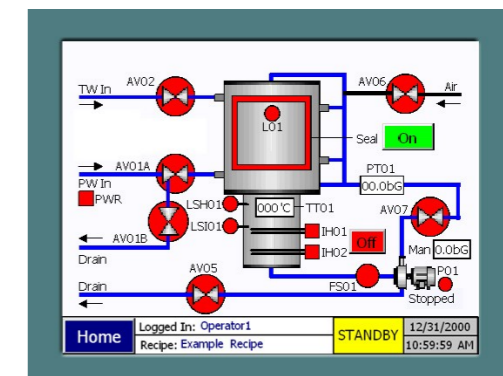 AV02
AV06
TW In
Air
L01
Seal
On
AV01A
PT01
PW In
00.0bG
PWR
LSH01
000 °C
TT01
AV07
LSI01
IH01
Off
AV01B
IH02
Man
0.0bG
Drain
AV05
Drain
FS01
P01
Stopped
Home
Logged In: Operator1
STANDBY
12/31/2000
Recipe: Example Recipe
10:59:59 AM